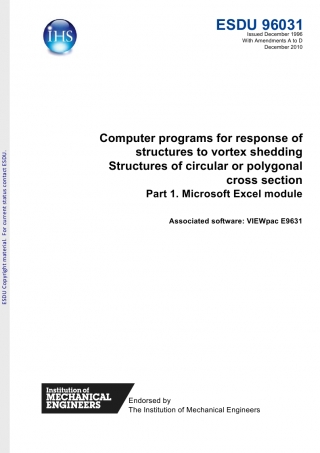 ESDU 96031
Issued December 1996
With Amendments A to D
December 2010
IHS
Computer programs for response of
structures to vortex shedding
Structures of circular or polygonal
cross section
Part 1. Microsoft Excel module
Associated software: VIEWpac E9631
ESDU Copyright material. For current status contact ESDU.
Institution of
MECHANICAL
ENGINEERS
Endorsed by
The Institution of Mechanical Engineers